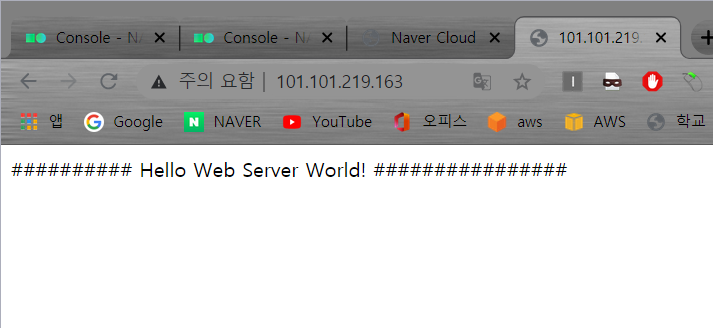 Console - N
Console - N
Naver Cloud
101.101.219.
주의 요함 | 101.101.219.163
앱
Google
NAVER
YouTube
오피스
aws
AWS
학교
########## Hello Web Server World! ################